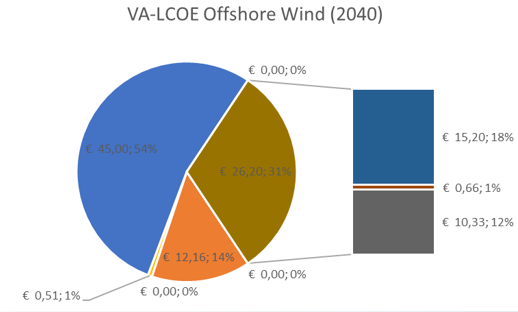 VA-LCOE Offshore Wind (2040)
€ 0,00; 0%
€ 45,00; 54%
€ 15,20; 18%
€ 26,20; 31%
€ 0,66; 1%
€ 10,33; 12%
€ 12,16; 14%
€ 0,00; 0%
€ 0,00; 0%
€ 0,51; 1%